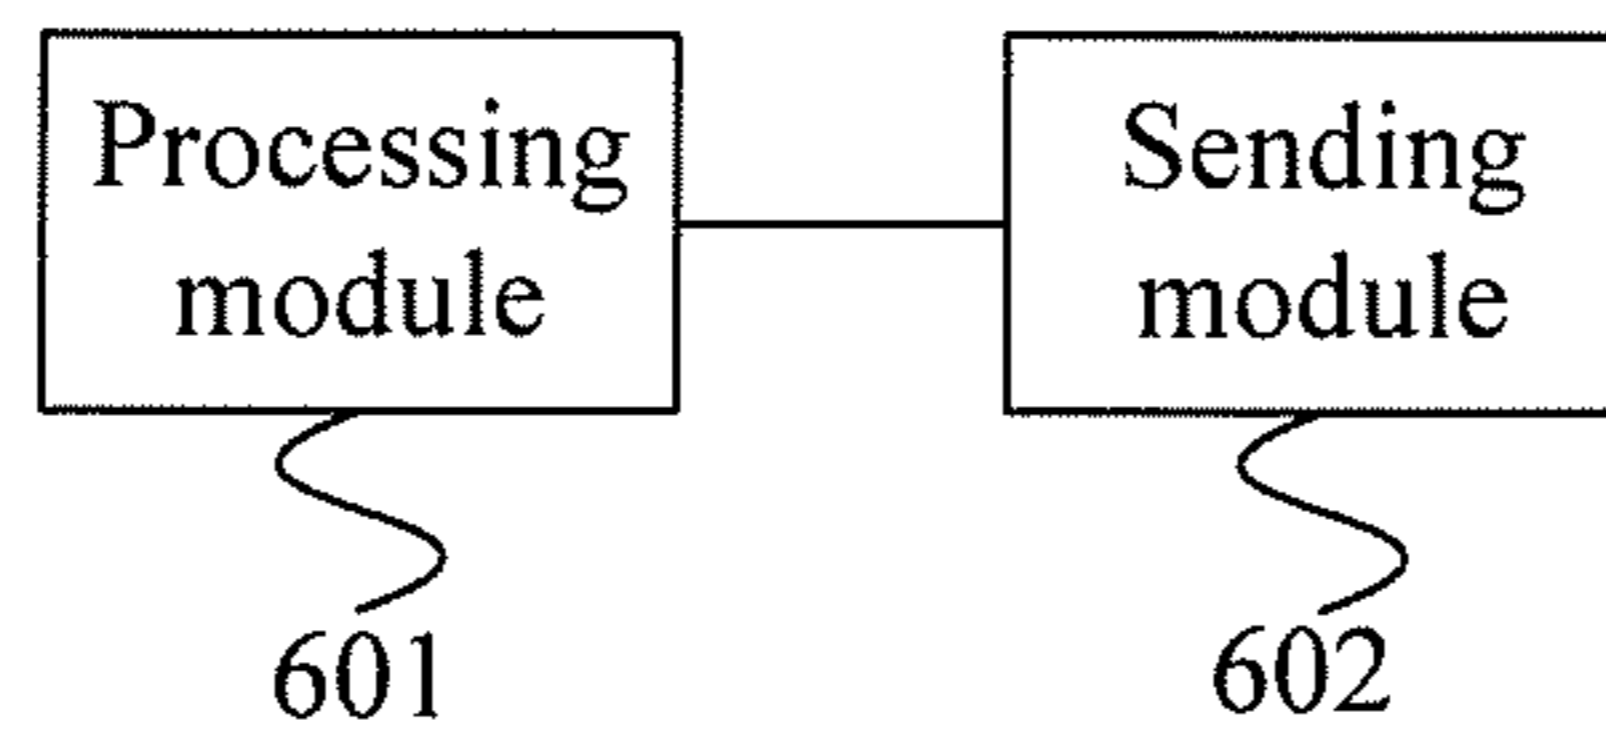 Processing
module
Sending
module
601
602